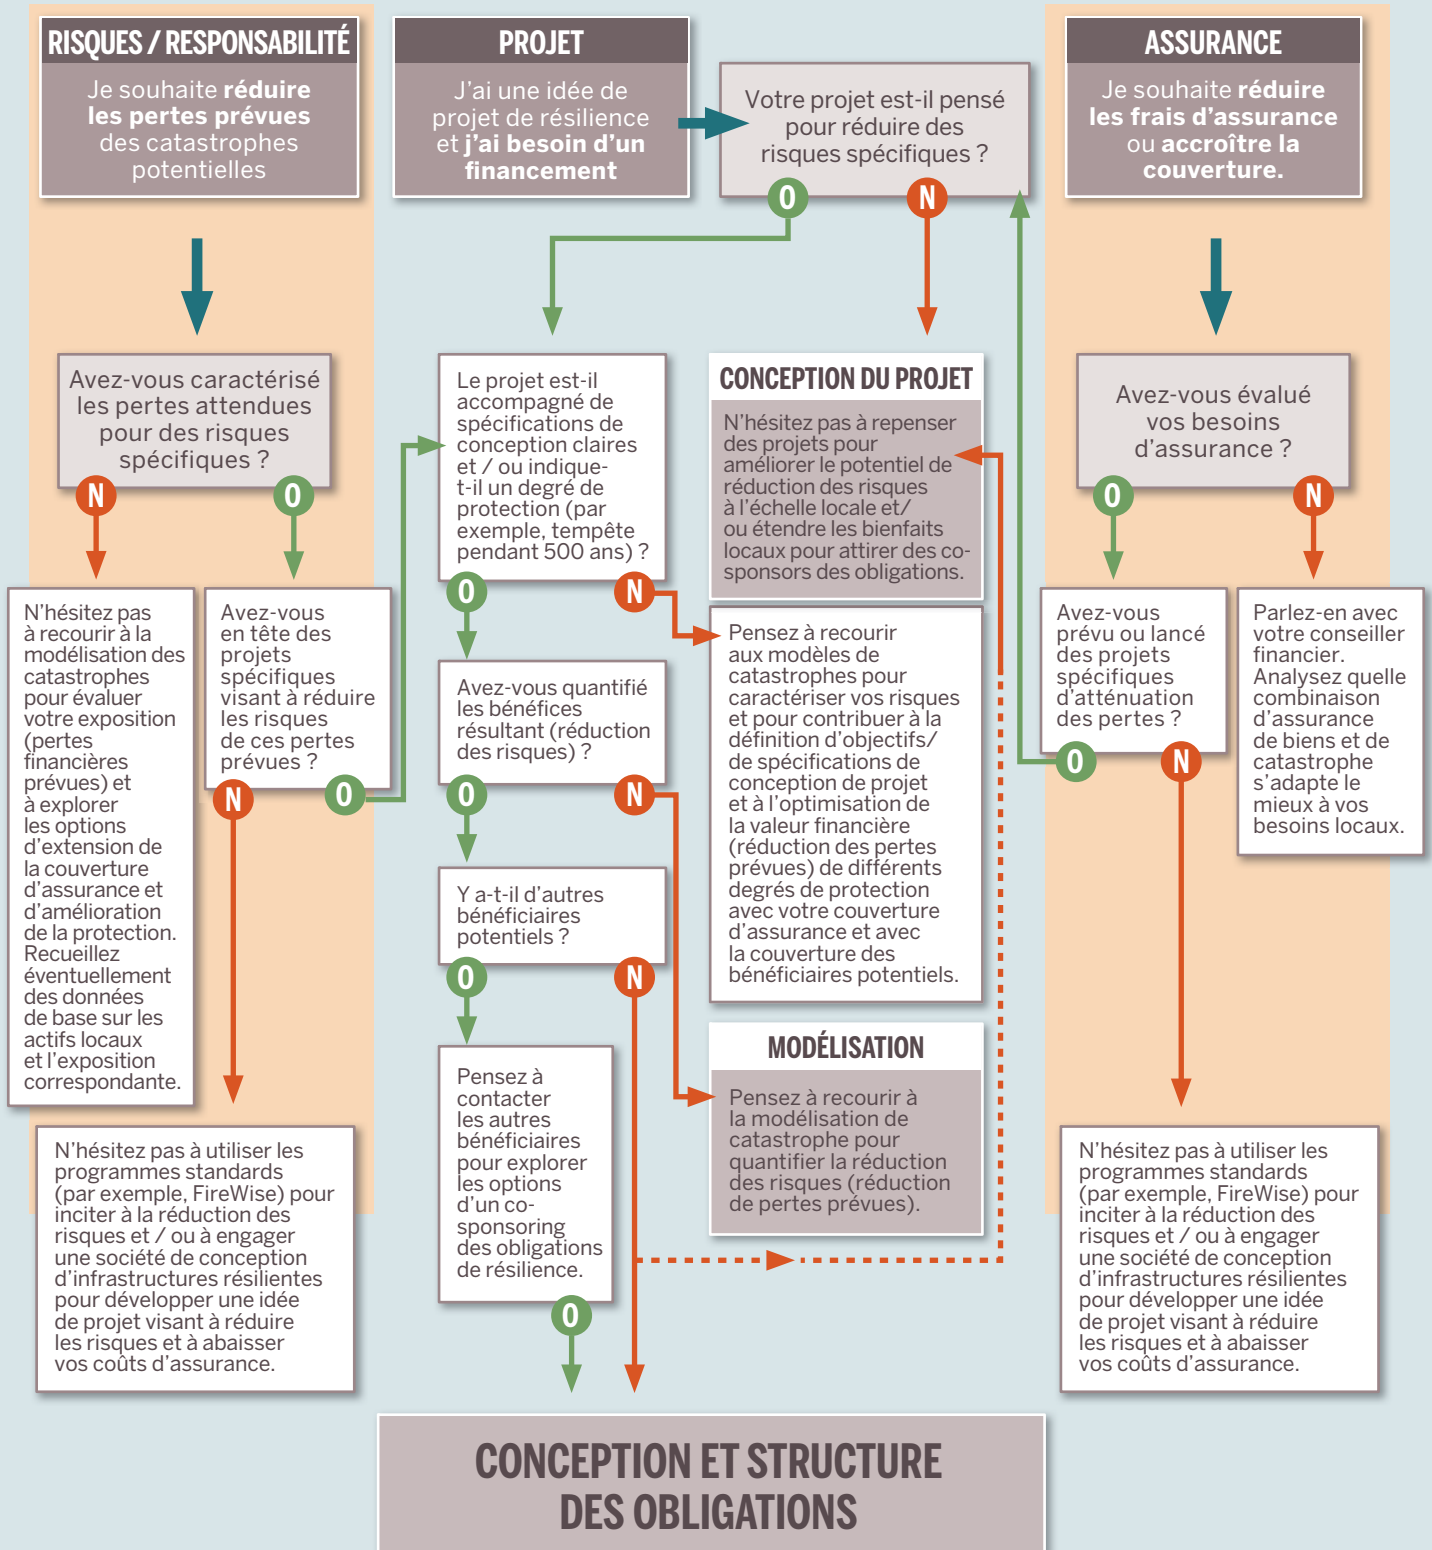 RISQUES / RESPONSABILITÉ
Je souhaite réduire
les pertes prévues
des catastrophes
potentielles
PROJET
J'ai une idée de
projet de résilience
et j'ai besoin d'un
financement
Votre projet est-il pensé
pour réduire des
risques spécifiques ?
O
N
ASSURANCE
Je souhaite réduire
les frais d'assurance
ou accroître la
couverture.
Avez-vous caractérisé
les pertes attendues
pour des risques
spécifiques ?
N
O
N'hésitez pas
à recourir à la
modélisation des
catastrophes
pour évaluer
votre exposition
(pertes
financières
prévues) et
à explorer
les options
d'extension de
la couverture
d'assurance et
d'amélioration
de la protection.
Recueillez
éventuellement
des données
de base sur les
actifs locaux
et l'exposition
correspondante.
Avez-vous
en tête des
projets
spécifiques
visant à réduire
les risques
de ces pertes
prévues ?
N
O
N'hésitez pas à utiliser les
programmes standards
(par exemple, FireWise) pour
inciter à la réduction des
risques et / ou à engager
une société de conception
d'infrastructures résilientes
pour développer une idée
de projet visant à réduire
les risques et à abaisser
vos coûts d'assurance.
Le projet est-il
accompagné de
spécifications de
conception claires
et / ou indique-
t-il un degré de
protection (par
exemple, tempête
pendant 500 ans) ?
O
N
Avez-vous quantifié
les bénéfices
résultant (réduction
des risques) ?
O
N
Y a-t-il d'autres
bénéficiaires
potentiels ?
O
N
Pensez à
contacter
les autres
bénéficiaires
pour explorer
les options
d'un co-
sponsoring
des obligations
de résilience.
O
CONCEPTION DU PROJET
N'hésitez pas à repenser
des projets pour
améliorer le potentiel de
réduction des risques
à l'échelle locale et/
ou étendre les bienfaits
locaux pour attirer des co-
sponsors des obligations.
Pensez à recourir
aux modèles de
catastrophes pour
caractériser vos risques
et pour contribuer à la
définition d'objectifs/
de spécifications de
conception de projet
et à l'optimisation de
la valeur financière
(réduction des pertes
prévues) de différents
degrés de protection
avec votre couverture
d'assurance et avec
la couverture des
bénéficiaires potentiels.
MODÉLISATION
Pensez à recourir à
la modélisation de
catastrophe pour
quantifier la réduction
des risques (réduction
de pertes prévues).
Avez-vous évalué
vos besoins
d'assurance ?
O
N
Avez-vous
prévu ou lancé
des projets
spécifiques
d'atténuation
des pertes ?
O
N
Parlez-en avec
votre conseiller
financier.
Analysez quelle
combinaison
d'assurance
de biens et de
catastrophe
s'adapte le
mieux à vos
besoins locaux.
N'hésitez pas à utiliser les
programmes standards
(par exemple, FireWise) pour
inciter à la réduction des
risques et / ou à engager
une société de conception
d'infrastructures résilientes
pour développer une idée
de projet visant à réduire
les risques et à abaisser
vos coûts d'assurance.
CONCEPTION ET STRUCTURE
DES OBLIGATIONS